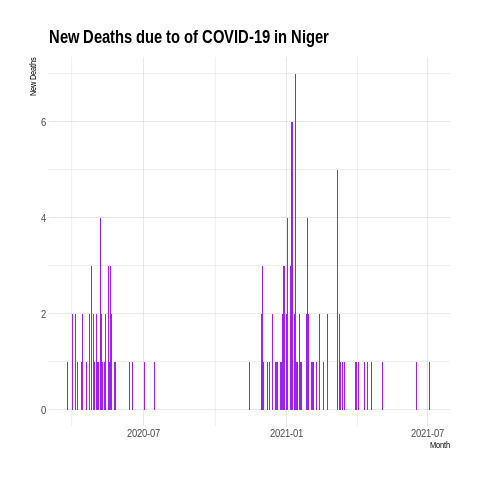 New Deaths due to of COVID-19 in Niger
New Deaths
6
4
2
0
2020-07 2021-01 2021-07
Month